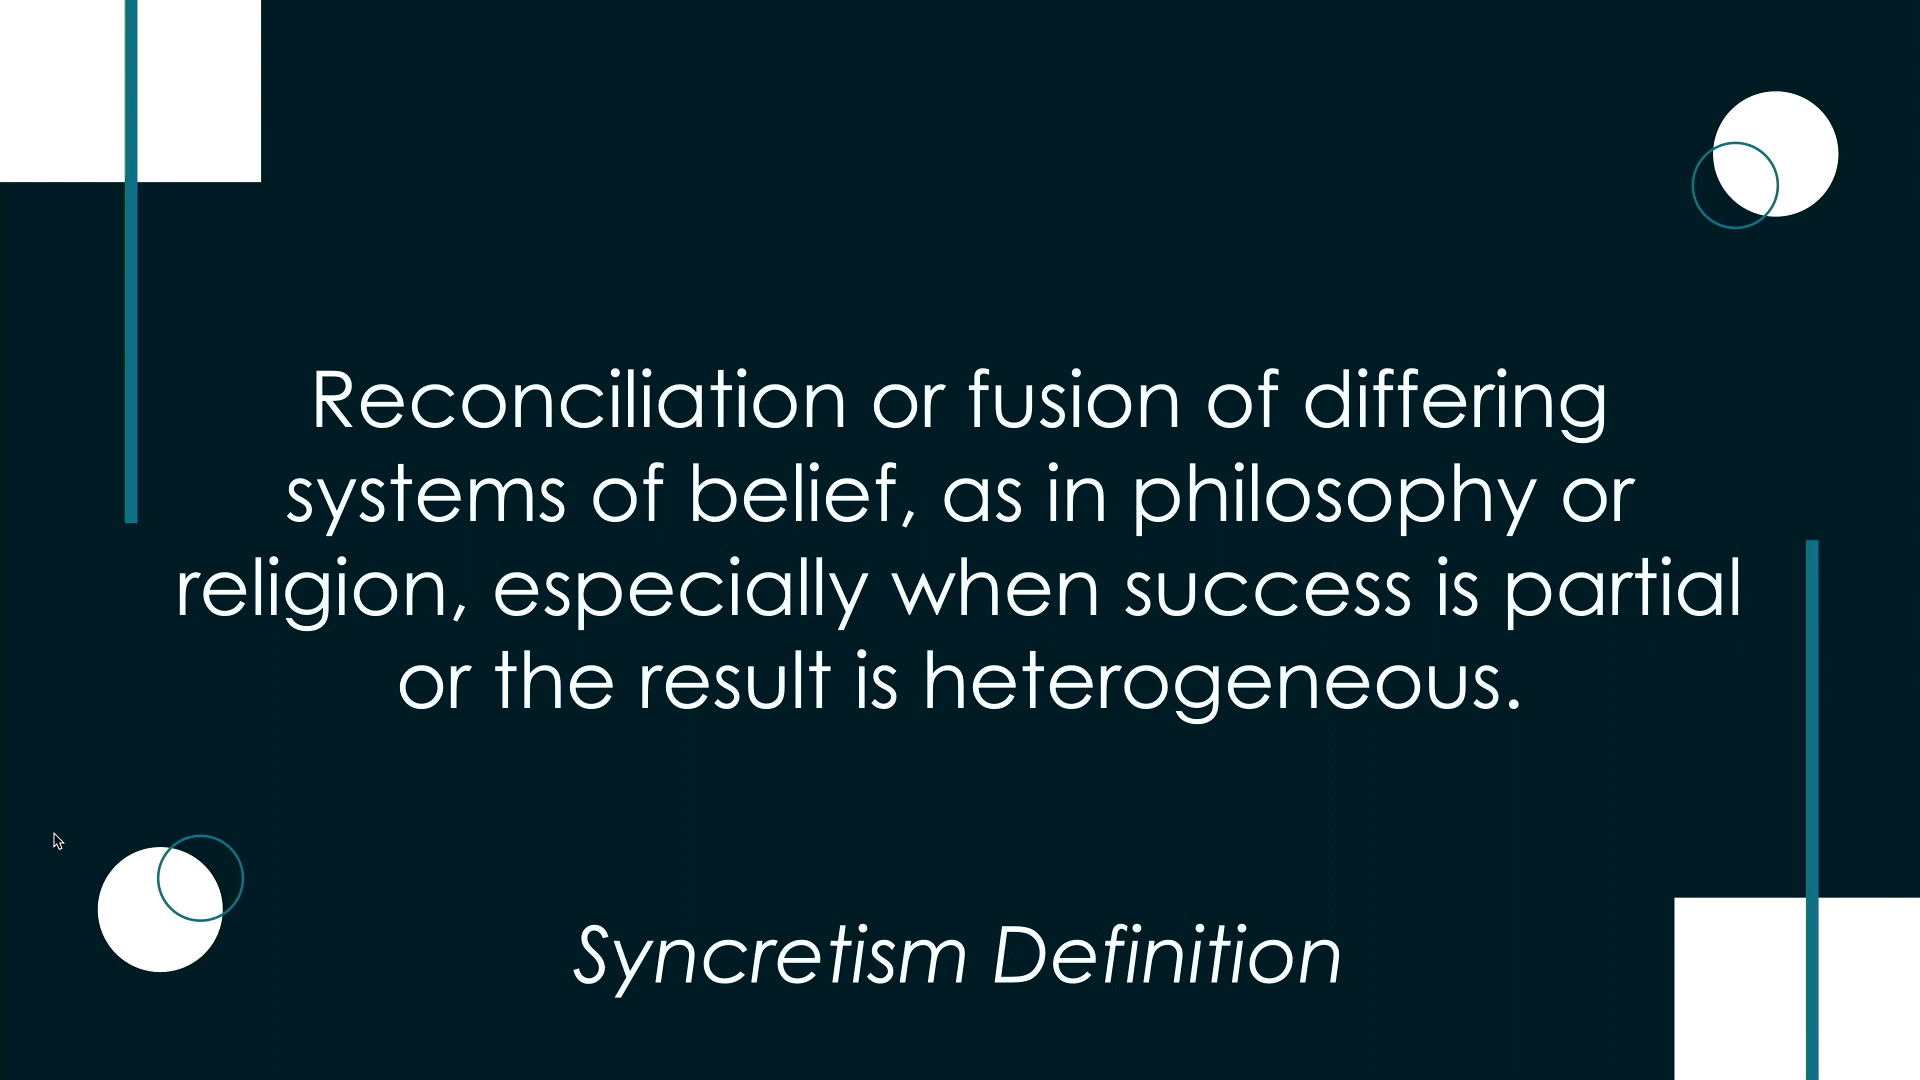 Reconciliation or fusion of differing
systems of belief, as in philosophy or
religion, especially when success is partial
or the result is heterogeneous.
Syncretism Definition